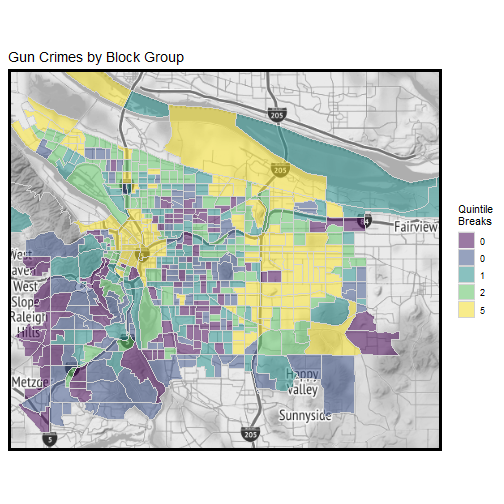 Gun Crimes by Block Group
205
205
84
Fairview
5
West
Haven
West
Slope
Raleigh
Hills
Metzger
Happy
Valley
Sunnyside
5
205
Quintile
Breaks
0
0
1
2
5